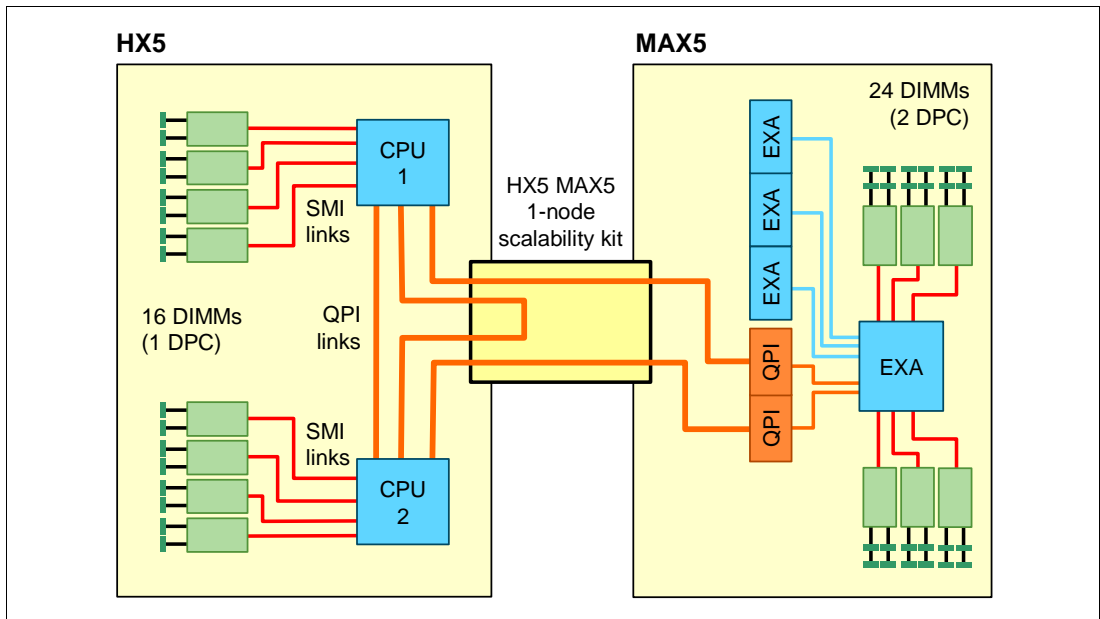 HX5
MAX5
CPU
1
SMI
links
16 DIMMs
(1 DPC)
QPI
links
SMI
links
CPU
2
HX5 MAX5
1-node
scalability kit
24 DIMMs
(2 DPC)
EXA
EXA
EXA
QPI
QPI
EXA